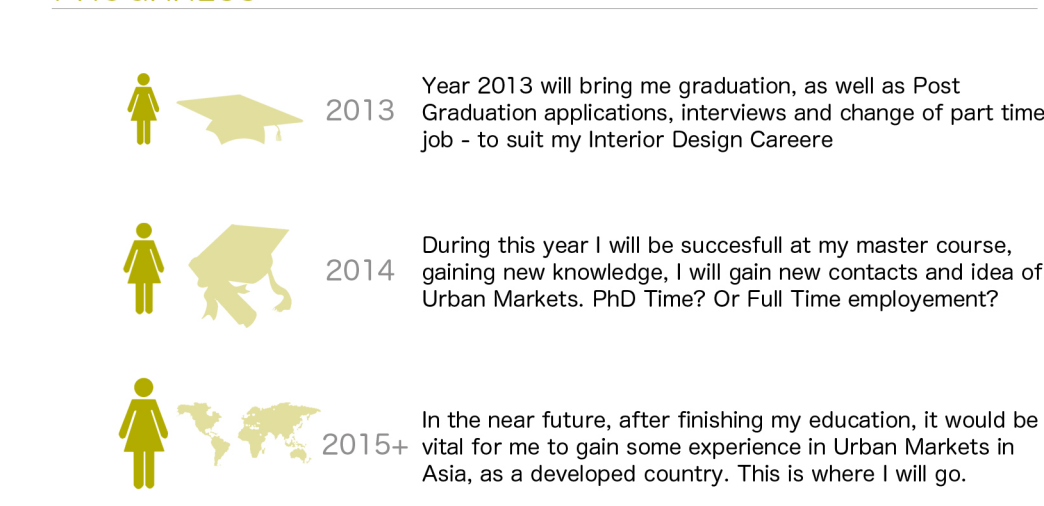 2013
Year 2013 will bring me graduation, as well as Post
Graduation applications, interviews and change of part time
job - to suit my Interior Design Careere
2014
During this year I will be succesfull at my master course,
gaining new knowledge, I will gain new contacts and idea of
Urban Markets. PhD Time? Or Full Time employement?
2015+
In the near future, after finishing my education, it would be
vital for me to gain some experience in Urban Markets in
Asia, as a developed country. This is where I will go.